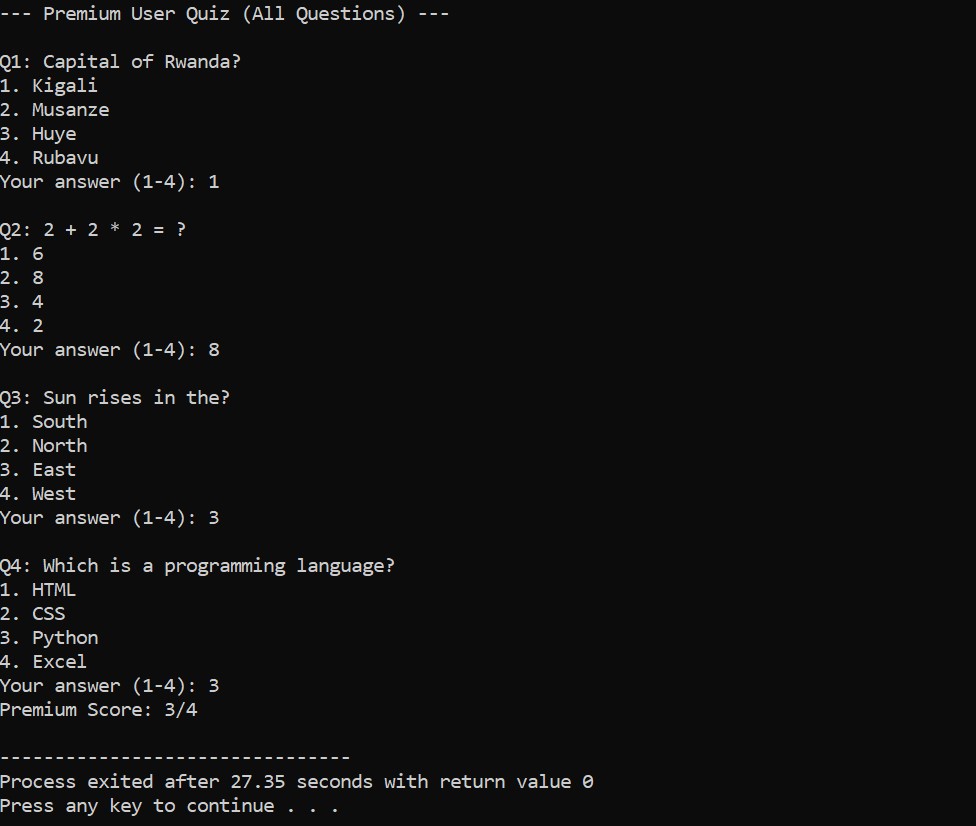 --- Premium User Quiz (All Questions) ---
Q1: Capital of Rwanda?
1. Kigali
2. Musanze
3. Huye
4. Rubavu
Your answer (1-4): 1
Q2: 2 + 2 * 2 = ?
1. 6
2. 8
3. 4
4. 2
Your answer (1-4): 8
Q3: Sun rises in the?
1. South
2. North
3. East
4. West
Your answer (1-4): 3
Q4: Which is a programming language?
1. HTML
2. CSS
3. Python
4. Excel
Your answer (1-4): 3
Premium Score: 3/4
--------------------------------
Process exited after 27.35 seconds with return value 0
Press any key to continue . . .